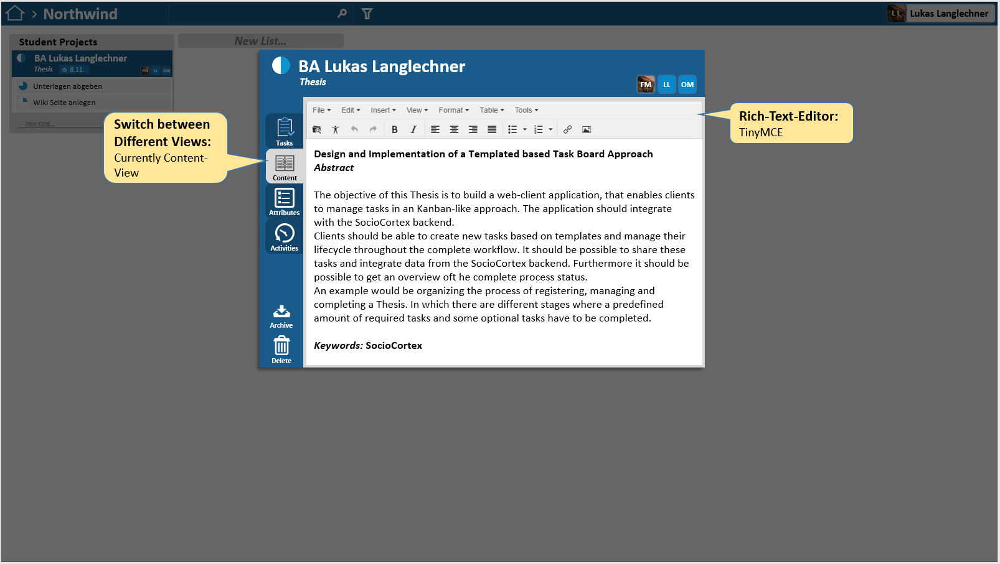 Northwind
LL Lukas Langlechner
Student Projects
New List...
BA Lukas Langlechner
Thesis 8.11.
FM LL OM
Unterlagen abgeben
Wiki Seite anlegen
New Card...
BA Lukas Langlechner
Thesis
FM LL OM
Switch between
Different Views:
Currently Content-
View
Rich-Text-Editor:
TinyMCE
Tasks
Content
Attributes
Activities
Archive
Delete
File Edit Insert View Format Table Tools
B I
Design and Implementation of a Templated based Task Board Approach
Abstract
The objective of this Thesis is to build a web-client application, that enables clients
to manage tasks in an Kanban-like approach. The application should integrate
with the SocioCortex backend.
Clients should be able to create new tasks based on templates and manage their
lifecycle throughout the complete workflow. It should be possible to share these
tasks and integrate data from the SocioCortex backend. Furthermore it should be
possible to get an overview oft he complete process status.
An example would be organizing the process of registering, managing and
completing a Thesis. In which there are different stages where a predefined
amount of required tasks and some optional tasks have to be completed.
Keywords: SocioCortex